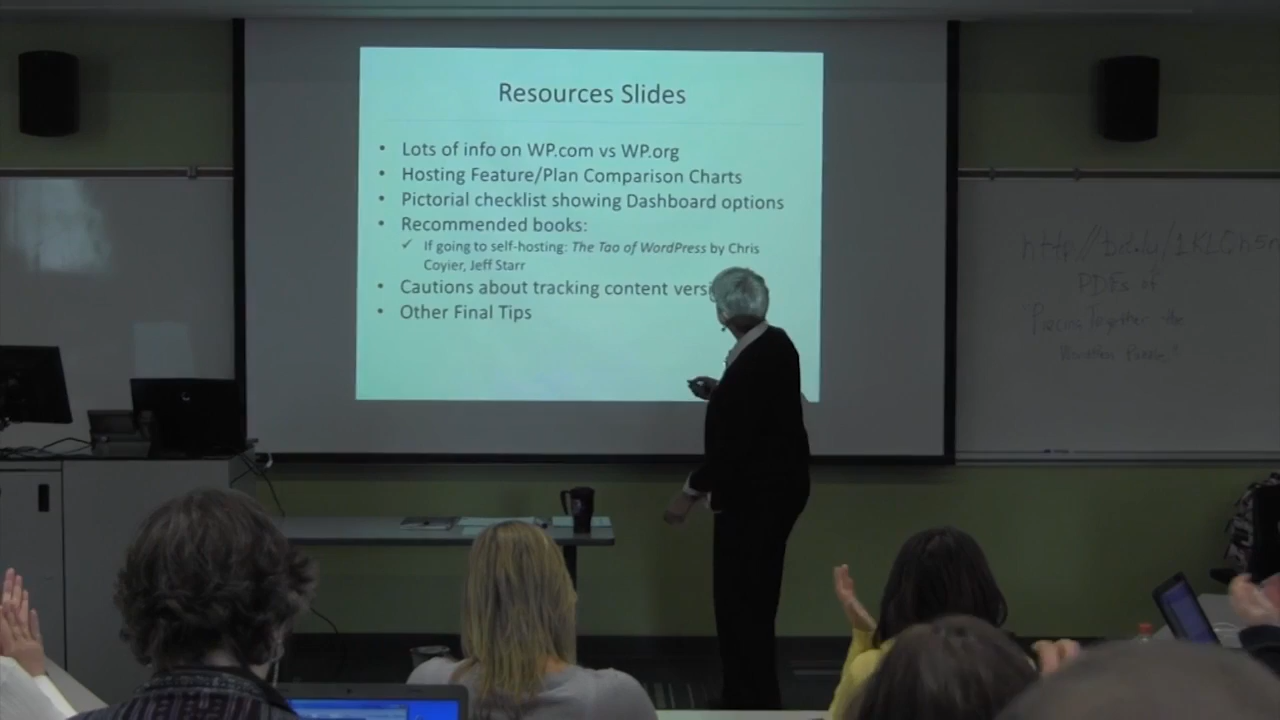 Resources Slides
• Lots of info on WP.com vs WP.org
• Hosting Feature/Plan Comparison Charts
• Pictorial checklist showing Dashboard options
• Recommended books:
✓ If going to self-hosting: The Tao of WordPress by Chris
Coyier, Jeff Starr
• Cautions about tracking content versi
• Other Final Tips
PDFs of
Together the